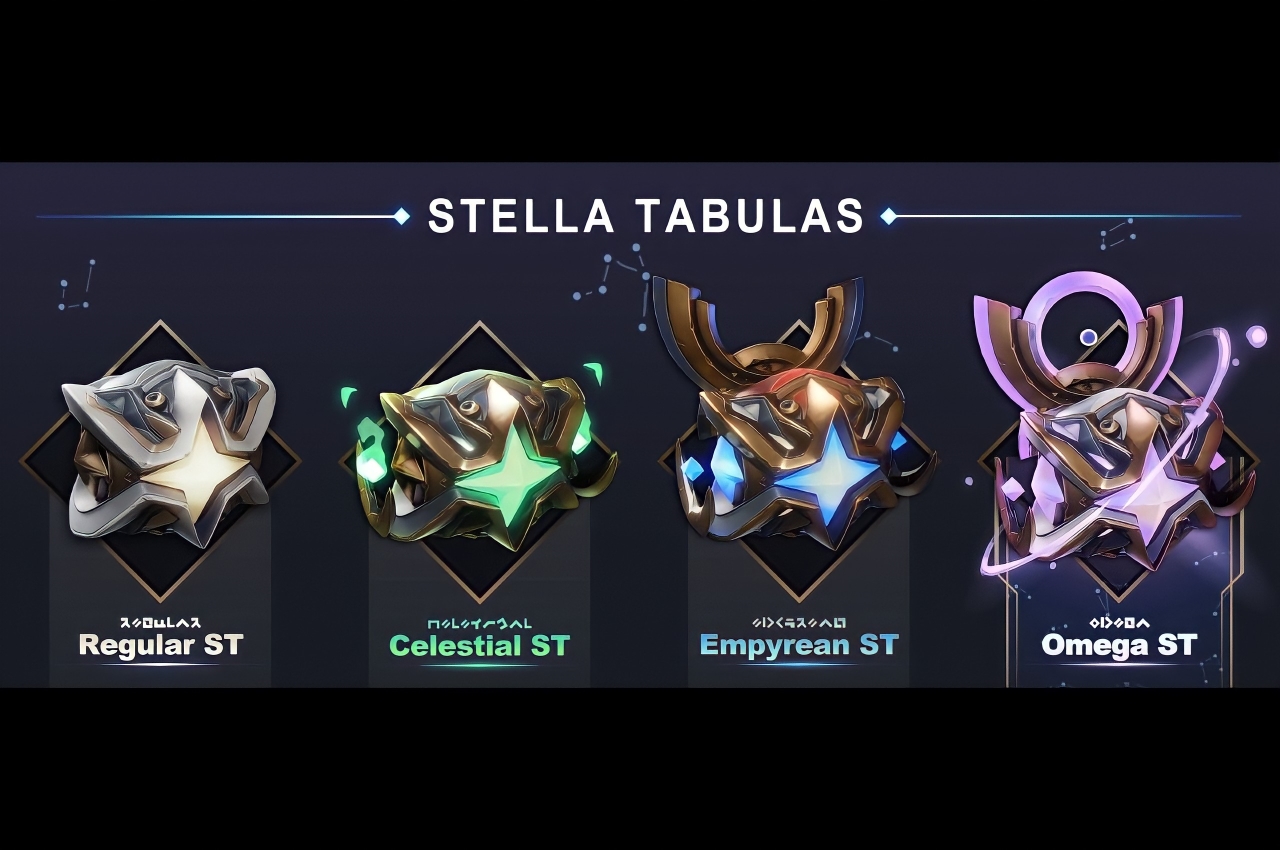 STELLA TABULAS
Regular ST
Celestial ST
Empyrean ST
Omega ST